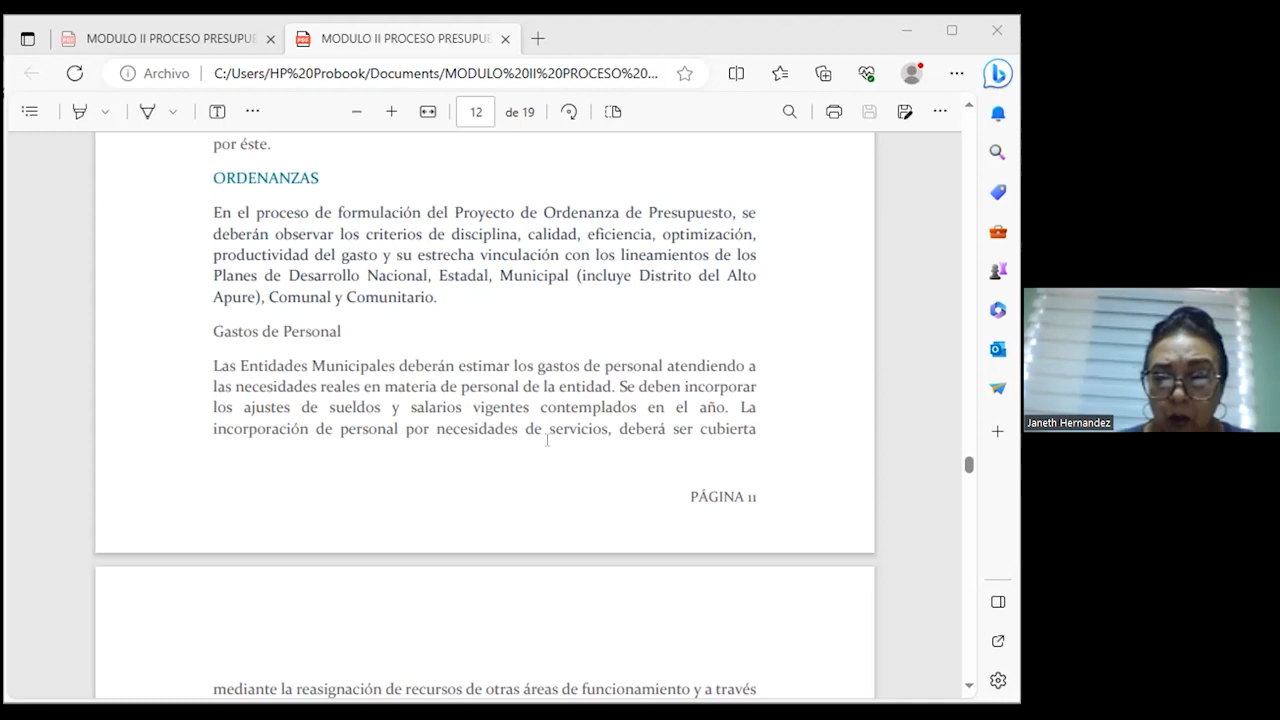 MODULO II PROCESO PRESUPU
MODULO II PROCESO PRESUPUE
Archivo
C:/Users/HP%20Probook/Documents/MODULO%20II%20PROCESO%20...
12 de 19
por éste.
ORDENANZAS
En el proceso de formulación del Proyecto de Ordenanza de Presupuesto, se
deberán observar los criterios de disciplina, calidad, eficiencia, optimización,
productividad del gasto y su estrecha vinculación con los lineamientos de los
Planes de Desarrollo Nacional, Estadal, Municipal (incluye Distrito del Alto
Apure), Comunal y Comunitario.
Gastos de Personal
Las Entidades Municipales deberán estimar los gastos de personal atendiendo a
las necesidades reales en materia de personal de la entidad. Se deben incorporar
los ajustes de sueldos y salarios vigentes contemplados en el año. La
incorporación de personal por necesidades de servicios, deberá ser cubierta
PÁGINA 11
mediante la reasignación de recursos de otras áreas de funcionamiento y a través
Janeth Hernandez